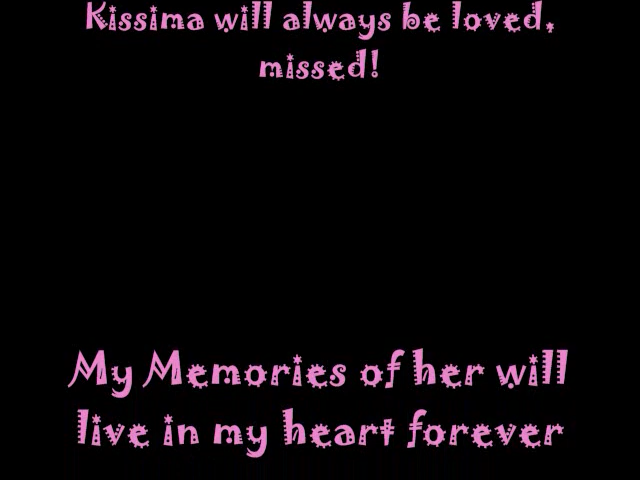 Kissima will always be loved,
missed!
My Memories of her will
live in my heart forever